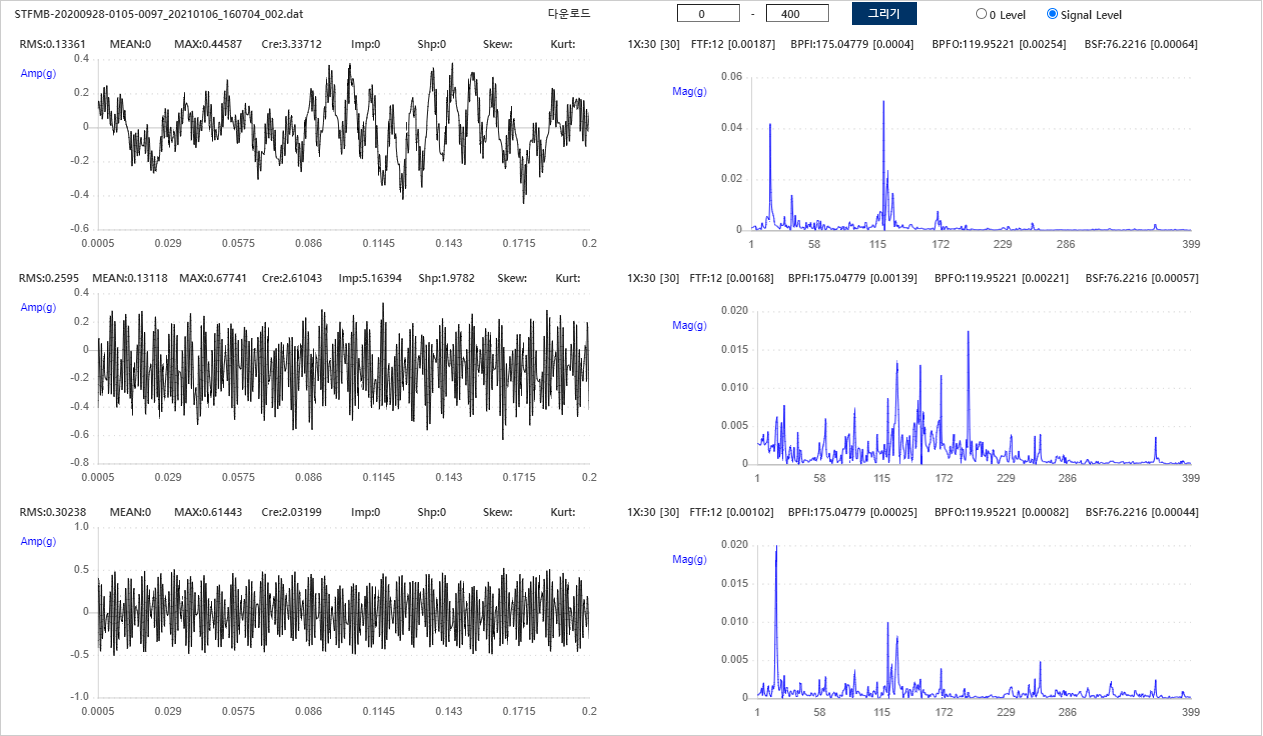 STFMB-20200928-0105-0097_20210106_160704_002.dat 다운로드 0 - 400 그리기 0 Level Signal Level
RMS:0.13361 MEAN:0 MAX:0.44587 Cre:3.33712 Imp:0 Shp:0 Skew: Kurt:
Amp(g)
0.4
0.2
0
-0.2
-0.4
-0.6
0.0005 0.029 0.0575 0.086 0.1145 0.143 0.1715 0.2
1X:30 [30] FTF:12 [0.00187] BPFI:175.04779 [0.0004] BPFO:119.95221 [0.00254] BSF:76.2216 [0.00064]
Mag(g)
0.06
0.04
0.02
0
1 58 115 172 229 286 399
RMS:0.2595 MEAN:0.13118 MAX:0.67741 Cre:2.61043 Imp:5.16394 Shp:1.9782 Skew: Kurt:
Amp(g)
0.4
0.2
0
-0.2
-0.4
-0.6
-0.8
0.0005 0.029 0.0575 0.086 0.1145 0.143 0.1715 0.2
1X:30 [30] FTF:12 [0.00168] BPFI:175.04779 [0.00139] BPFO:119.95221 [0.00221] BSF:76.2216 [0.00057]
Mag(g)
0.020
0.015
0.010
0.005
0
1 58 115 172 229 286 399
RMS:0.30238 MEAN:0 MAX:0.61443 Cre:2.03199 Imp:0 Shp:0 Skew: Kurt:
Amp(g)
1.0
0.5
0
-0.5
-1.0
0.0005 0.029 0.0575 0.086 0.1145 0.143 0.1715 0.2
1X:30 [30] FTF:12 [0.00102] BPFI:175.04779 [0.00025] BPFO:119.95221 [0.00082] BSF:76.2216 [0.00044]
Mag(g)
0.020
0.015
0.010
0.005
0
1 58 115 172 229 286 399